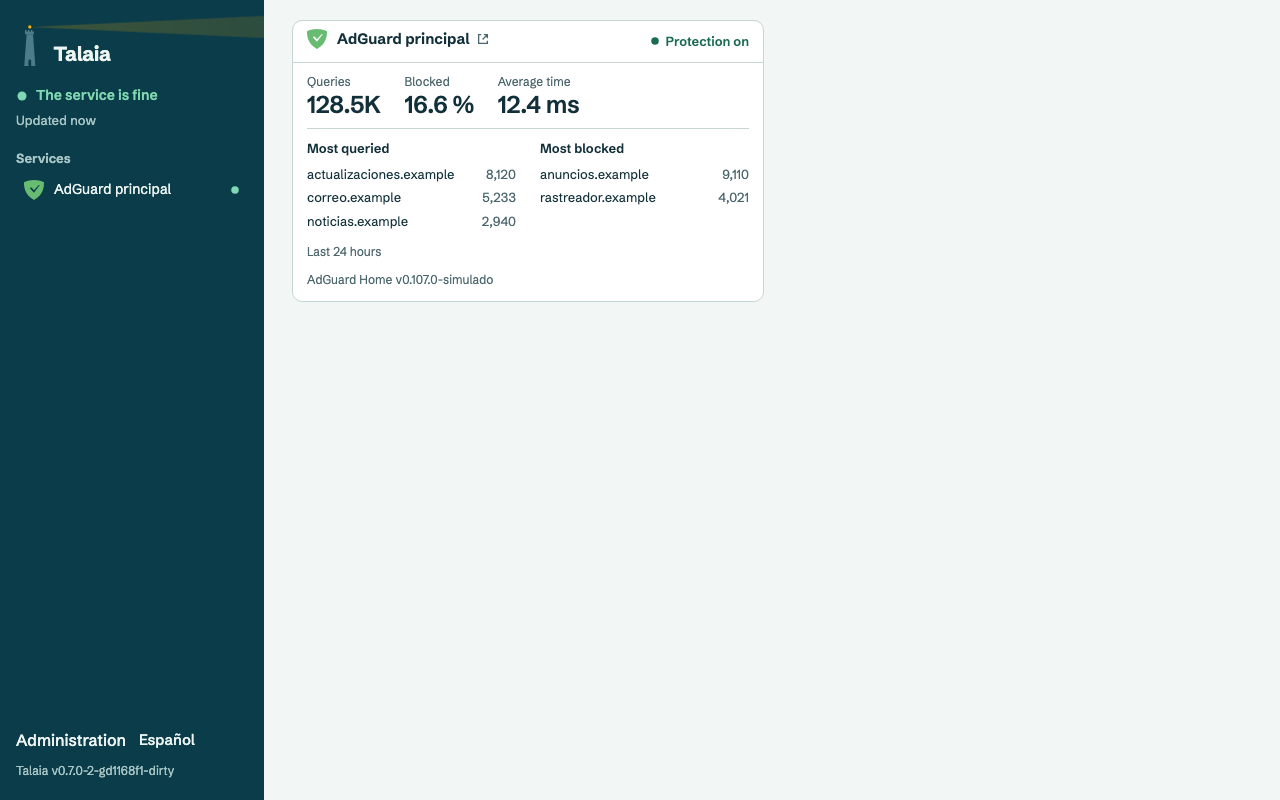 Talaia
The service is fine
Updated now
Services
AdGuard principal
Administration Español
Talaia v0.7.0-2-gd1168f1-dirty
AdGuard principal
Protection on
Queries Blocked Average time
128.5K 16.6 % 12.4 ms
Most queried
actualizaciones.example 8,120
correo.example 5,233
noticias.example 2,940
Most blocked
anuncios.example 9,110
rastreador.example 4,021
Last 24 hours
AdGuard Home v0.107.0-simulado